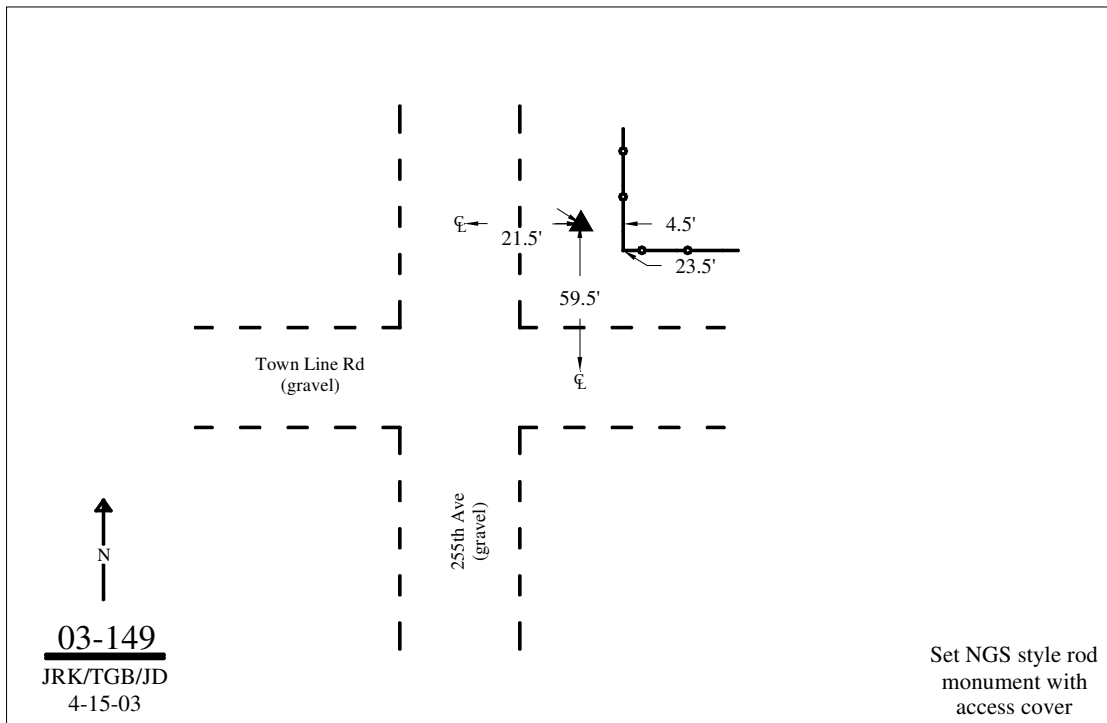 ℄
21.5'
4.5'
23.5'
59.5'
℄
Town Line Rd
(gravel)
255th Ave
(gravel)
N
03-149
JRK/TGB/JD
4-15-03
Set NGS style rod
monument with
access cover